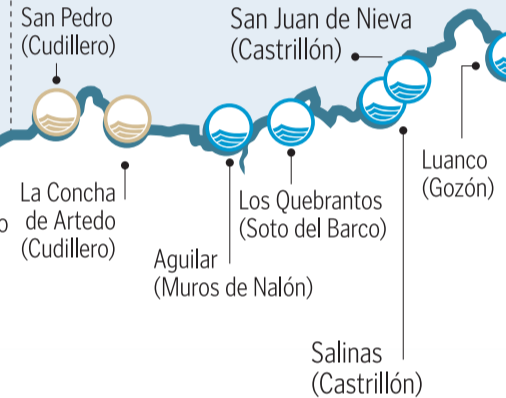 San Pedro
(Cudillero)
San Juan de Nieva
(Castrillón)
Luanco
(Gozón)
La Concha
o de Artedo
(Cudillero)
Los Quebrantos
(Soto del Barco)
Aguilar
(Muros de Nalón)
Salinas
(Castrillón)